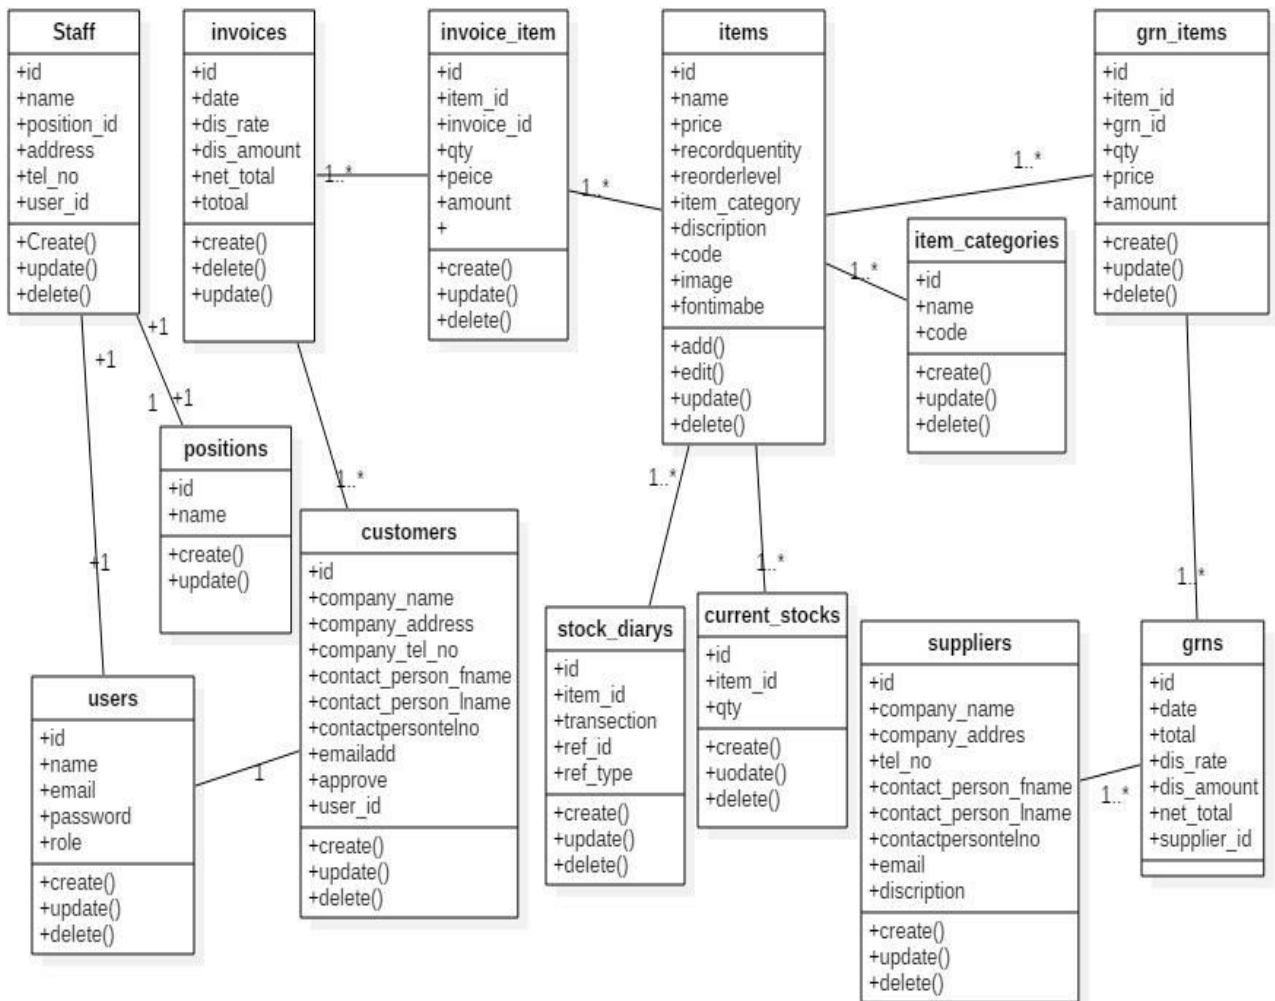 Staff
+id
+name
+position_id
+address
+tel_no
+user_id
+Create()
+update()
+delete()
invoices
+id
+date
+dis_rate
+dis_amount
+net_total
+totoal
+create()
+delete()
+update()
invoice_item
+id
+item_id
+invoice_id
+qty
+peice
+amount
+
+create()
+update()
+delete()
items
+id
+name
+price
+recordquentity
+reorderlevel
+item_category
+discription
+code
+image
+fontimabe
+add()
+edit()
+update()
+delete()
grn_items
+id
+item_id
+grn_id
+qty
+price
+amount
+create()
+update()
+delete()
1..*
1..*
1..*
1..*
item_categories
+id
+name
+code
+create()
+update()
+delete()
+1
+1
1
+1
+1
positions
+id
+name
+create()
+update()
1..*
1..*
1..*
1..*
customers
+id
+company_name
+company_address
+company_tel_no
+contact_person_fname
+contact_person_lname
+contactpersontelno
+emailadd
+approve
+user_id
+create()
+update()
+delete()
stock_diarys
+id
+item_id
+transection
+ref_id
+ref_type
+create()
+update()
+delete()
current_stocks
+id
+item_id
+qty
+create()
+uodate()
+delete()
suppliers
+id
+company_name
+company_addres
+tel_no
+contact_person_fname
+contact_person_lname
+contactpersontelno
+email
+discription
+create()
+update()
+delete()
1..*
grns
+id
+date
+total
+dis_rate
+dis_amount
+net_total
+supplier_id
users
+id
+name
+email
+password
+role
+create()
+update()
+delete()
1